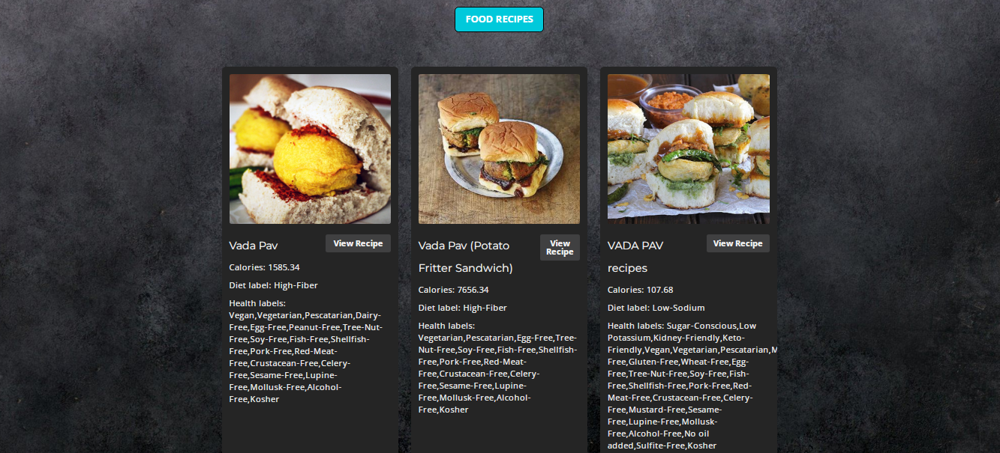 FOOD RECIPES
Vada Pav
View Recipe
Calories: 1585.34
Diet label: High-Fiber
Health labels:
Vegan,Vegetarian,Pescatarian,Dairy-
Free,Egg-Free,Peanut-Free,Tree-Nut-
Free,Soy-Free,Fish-Free,Shellfish-
Free,Pork-Free,Red-Meat-
Free,Crustacean-Free,Celery-
Free,Sesame-Free,Lupine-
Free,Mollusk-Free,Alcohol-
Free,Kosher
Vada Pav (Potato
Fritter Sandwich)
View
Recipe
Calories: 7656.34
Diet label: High-Fiber
Health labels:
Vegetarian,Pescatarian,Egg-Free,Tree-
Nut-Free,Soy-Free,Fish-Free,Shellfish-
Free,Pork-Free,Red-Meat-
Free,Crustacean-Free,Celery-
Free,Sesame-Free,Lupine-
Free,Mollusk-Free,Alcohol-
Free,Kosher
VADA PAV
recipes
View Recipe
Calories: 107.68
Diet label: Low-Sodium
Health labels: Sugar-Conscious,Low
Potassium,Kidney-Friendly,Keto-
Friendly,Vegan,Vegetarian,Pescatarian,M
Free,Gluten-Free,Wheat-Free,Egg-
Free,Tree-Nut-Free,Soy-Free,Fish-
Free,Shellfish-Free,Pork-Free,Red-
Meat-Free,Crustacean-Free,Celery-
Free,Mustard-Free,Sesame-
Free,Lupine-Free,Mollusk-
Free,Alcohol-Free,No oil
added,Sulfite-Free,Kosher